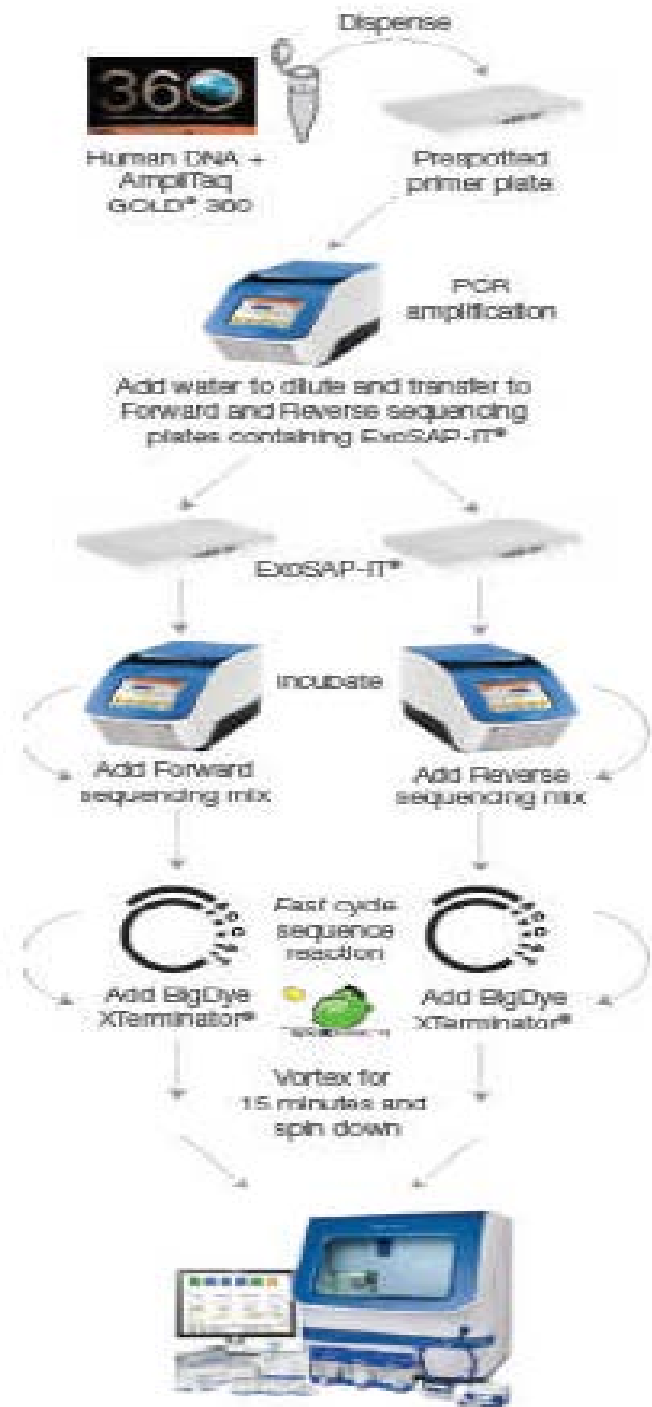 Dispense
360
Human DNA +
AmpliTaq
GOLD® 360
Prespotted
primer plate
PCR
amplification
Add water to dilute and transfer to
Forward and Reverse sequencing
plates containing ExoSAP-IT®
ExoSAP-IT®
Incubate
Add Forward
sequencing mix
Add Reverse
sequencing mix
Fast cycle
sequence
reaction
Add BigDye
XTerminator®
Add BigDye
XTerminator®
Vortex for
15 minutes and
spin down